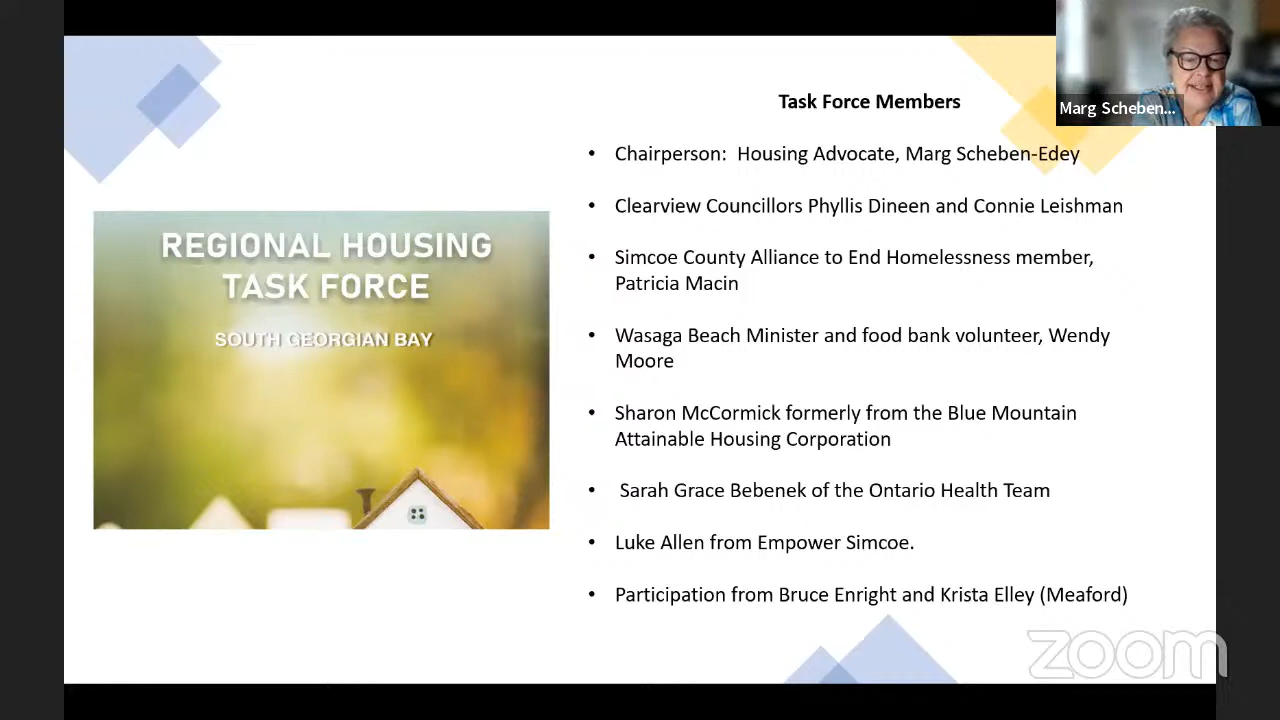 Marg Scheben...
Task Force Members
• Chairperson:  Housing Advocate, Marg Scheben-Edey
• Clearview Councillors Phyllis Dineen and Connie Leishman
• Simcoe County Alliance to End Homelessness member,
Patricia Macin
• Wasaga Beach Minister and food bank volunteer, Wendy
Moore
• Sharon McCormick formerly from the Blue Mountain
Attainable Housing Corporation
• Sarah Grace Bebenek of the Ontario Health Team
• Luke Allen from Empower Simcoe.
• Participation from Bruce Enright and Krista Elley (Meaford)
REGIONAL HOUSING
TASK FORCE
SOUTH GEORGIAN BAY
zoom